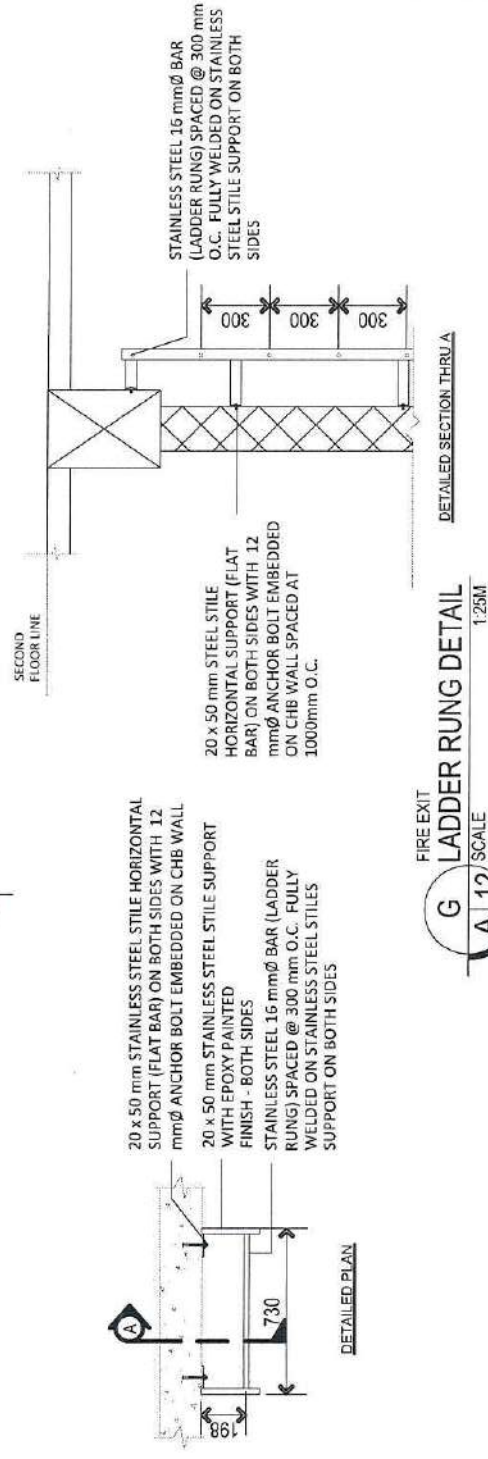 SECOND
FLOOR LINE
STAINLESS STEEL 16 mmØ BAR
(LADDER RUNG) SPACED @ 300 mm
O.C. FULLY WELDED ON STAINLESS
STEEL STILE SUPPORT ON BOTH
SIDES
300
300
300
20 x 50 mm STEEL STILE
HORIZONTAL SUPPORT (FLAT
BAR) ON BOTH SIDES WITH 12
mmØ ANCHOR BOLT EMBEDDED
ON CHB WALL SPACED AT
1000mm O.C.
DETAILED SECTION THRU A
20 x 50 mm STAINLESS STEEL STILE HORIZONTAL
SUPPORT (FLAT BAR) ON BOTH SIDES WITH 12
mmØ ANCHOR BOLT EMBEDDED ON CHB WALL
20 x 50 mm STAINLESS STEEL STILE SUPPORT
WITH EPOXY PAINTED
FINISH - BOTH SIDES
STAINLESS STEEL 16 mmØ BAR (LADDER
RUNG) SPACED @ 300 mm O.C. FULLY
WELDED ON STAINLESS STEEL STILES
SUPPORT ON BOTH SIDES
A
198
730
DETAILED PLAN
FIRE EXIT
G LADDER RUNG DETAIL
A 12 SCALE 1:25M